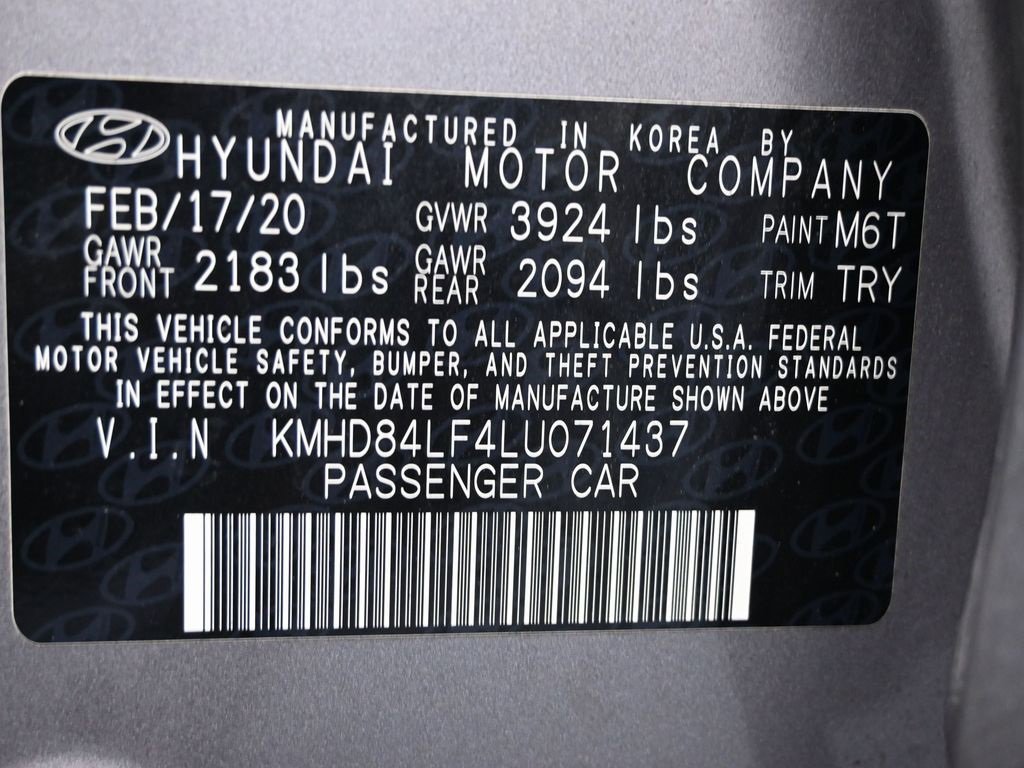 MANUFACTURED IN KOREA BY
HYUNDAI MOTOR COMPANY
FEB/17/20 GVWR 3924 lbs PAINT M6T
GAWR FRONT 2183 lbs GAWR REAR 2094 lbs TRIM TRY
THIS VEHICLE CONFORMS TO ALL APPLICABLE U.S.A. FEDERAL
MOTOR VEHICLE SAFETY, BUMPER, AND THEFT PREVENTION STANDARDS
IN EFFECT ON THE DATE OF MANUFACTURE SHOWN ABOVE
V.I.N KMHD84LF4LU071437
PASSENGER CAR